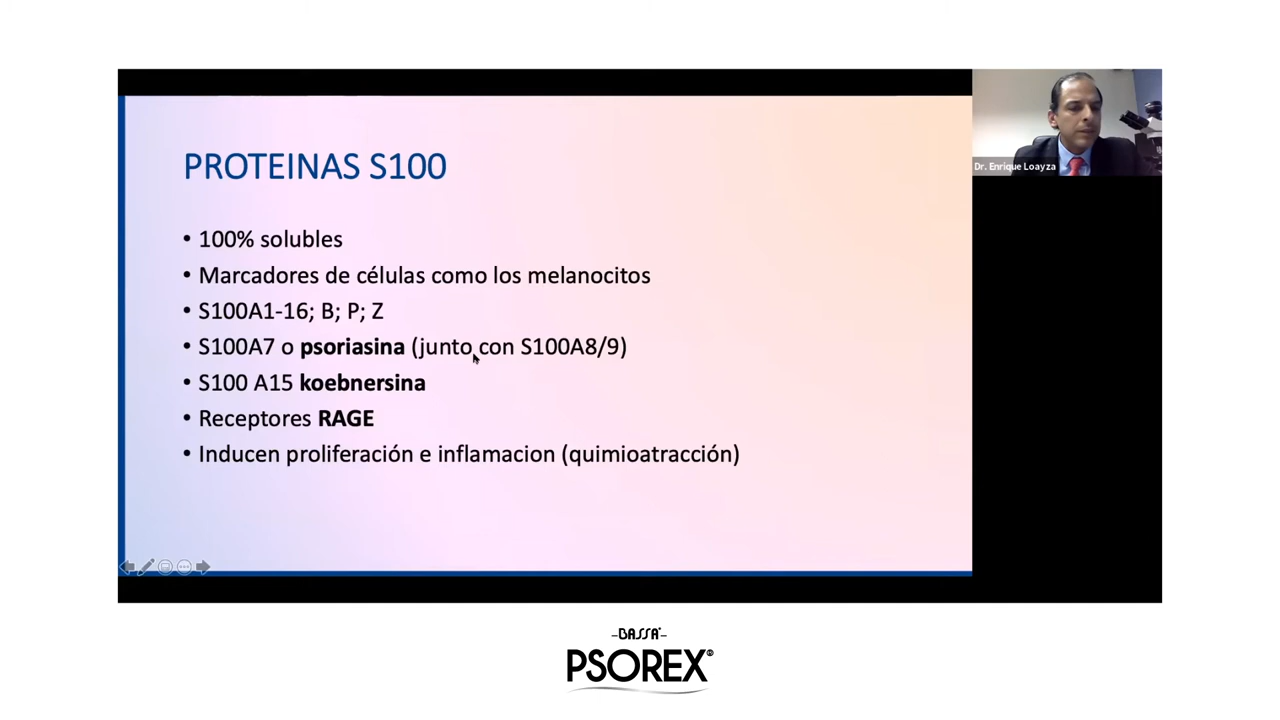 PROTEINAS S100
• 100% solubles
• Marcadores de células como los melanocitos
• S100A1-16; B; P; Z
• S100A7 o psoriasina (junto con S100A8/9)
• S100 A15 koebnersina
• Receptores RAGE
• Inducen proliferación e inflamacion (quimioatracción)
Dr. Enrique Loayza
–BASSA–
PSOREX®